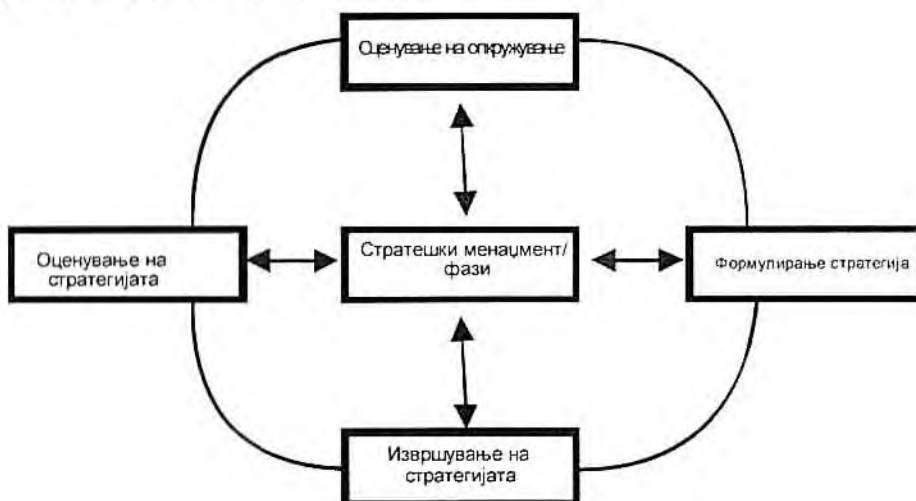 Оценување на опкружување
Оценување на
стратегијата
Стратешки менаџмент/
фази
Формулирање стратегија
Извршување на
стратегијата